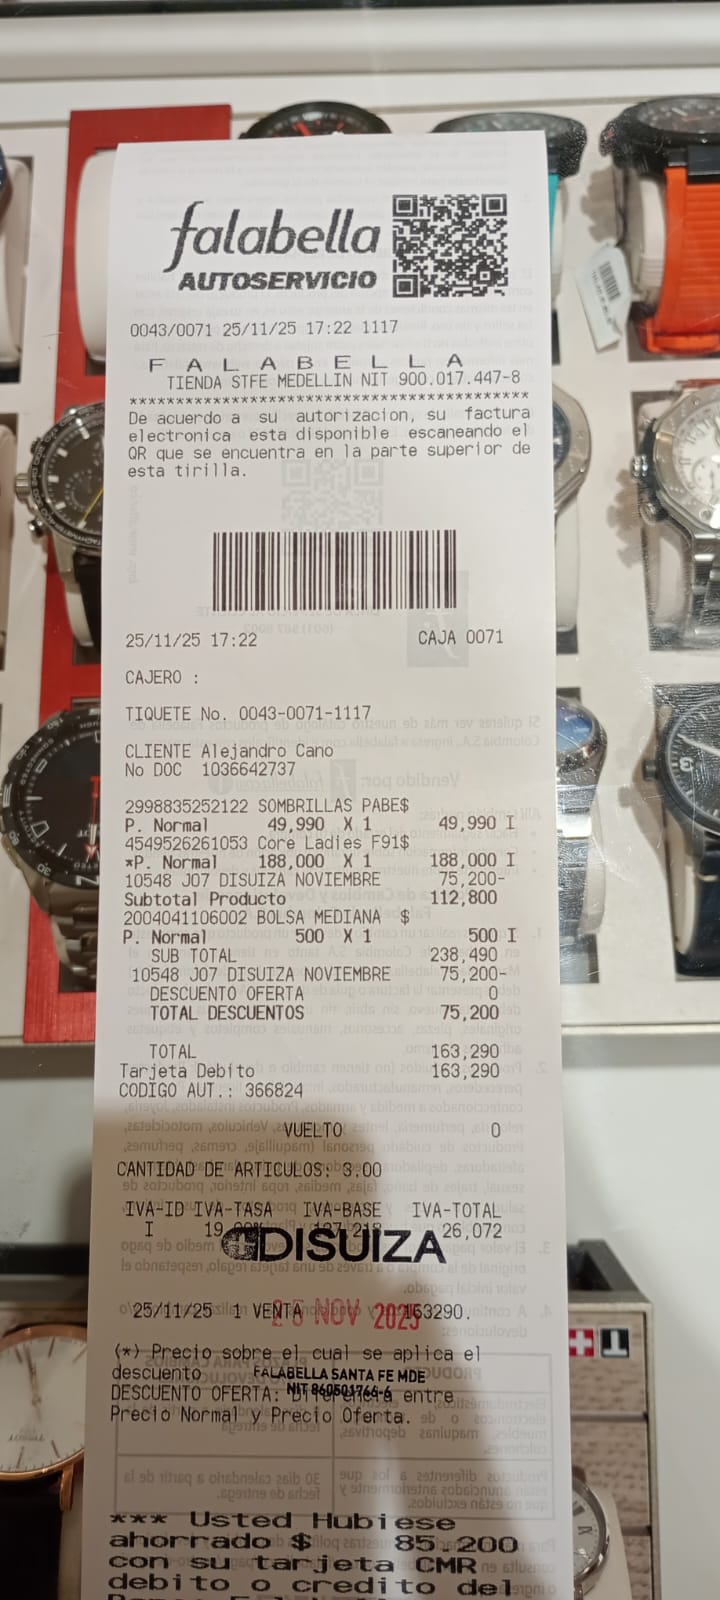 falabella
AUTOSERVICIO
0043/0071 25/11/25 17:22 1117
F A L A B E L L A
TIENDA STFE MEDELLIN NIT 900.017.447-8
******************************************
De acuerdo a su autorizacion, su factura
electronica esta disponible escaneando el
QR que se encuentra en la parte superior de
esta tirilla.
25/11/25 17:22 CAJA 0071
CAJERO :
TIQUETE No. 0043-0071-1117
CLIENTE Alejandro Cano
No DOC 1036642737
2998835252122 SOMBRILLAS PABE$
P. Normal 49,990 X 1 49,990 I
4549526261053 Core Ladies F91$
*P. Normal 188,000 X 1 188,000 I
10548 J07 DISUIZA NOVIEMBRE 75,200-
Subtotal Producto 112,800
2004041106002 BOLSA MEDIANA $
P. Normal 500 X 1 500 I
SUB TOTAL 238,490
10548 J07 DISUIZA NOVIEMBRE 75,200-
DESCUENTO OFERTA 0
TOTAL DESCUENTOS 75,200
TOTAL 163,290
Tarjeta Debito 163,290
CODIGO AUT.: 366824
VUELTO 0
CANTIDAD DE ARTICULOS: 3.00
IVA-ID IVA-TASA IVA-BASE IVA-TOTAL
I 26,072
DISUIZA
25/11/25 1 VENTA 163290.
25 NOV 2025
(*) Precio sobre el cual se aplica el
descuento
FALABELLA SANTA FE MDE
NIT 860501766-6
DESCUENTO OFERTA: Diferencia entre
Precio Normal y Precio Oferta.
*** Usted Hubiese
ahorrado $ 85.200
con su tarjeta CMR
debito o credito del